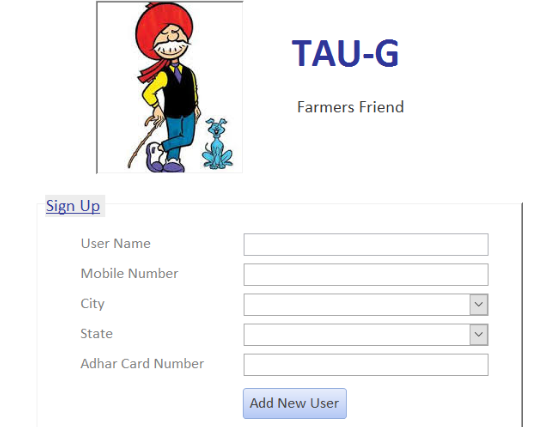 TAU-G
Farmers Friend
Sign Up
User Name
Mobile Number
City
State
Adhar Card Number
Add New User